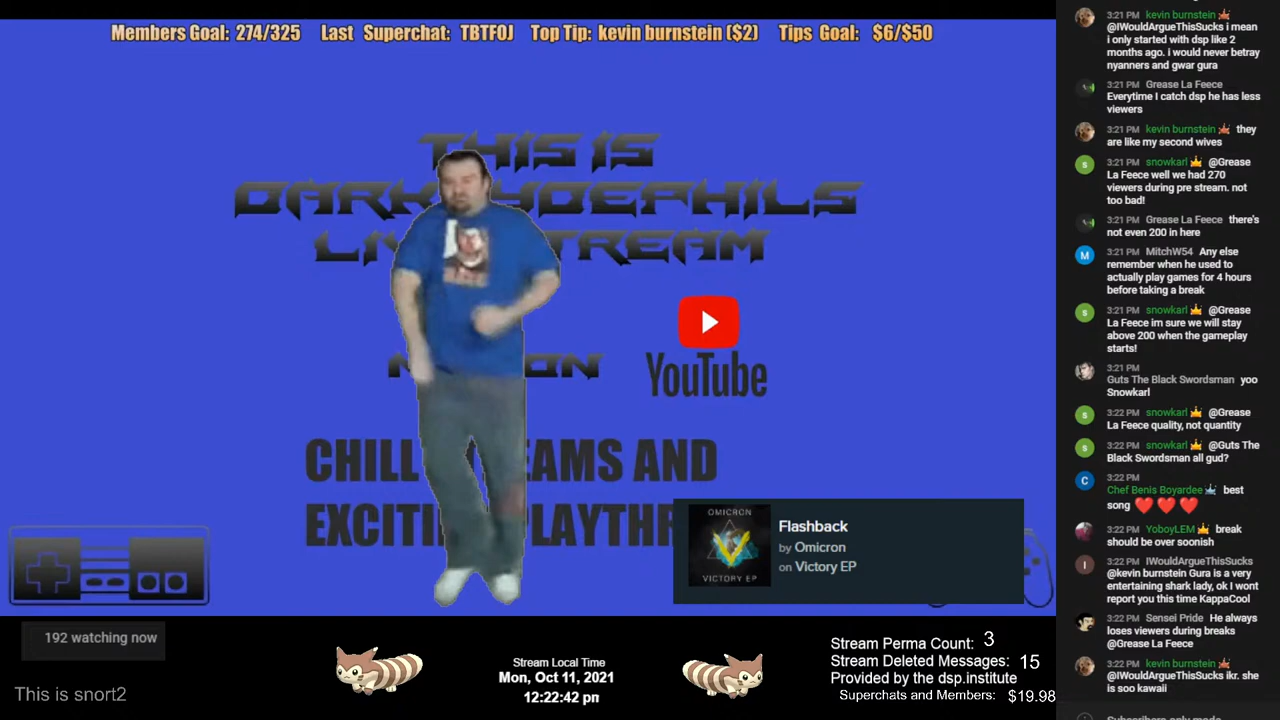 Members Goal: 274/325 Last Superchat: TBTFOJ Top Tip: kevin burnstein ($2) Tips Goal: $6/$50
THIS IS
DARK
LIV STREAM
YouTube
CHILL EAMS AND
Flashback
by Omicron
on Victory EP
OMICRON
VICTORY EP
192 watching now
This is snort2
Stream Local Time
Mon, Oct 11, 2021
12:22:42 pm
Stream Perma Count: 3
Stream Deleted Messages: 15
Provided by the dsp.institute
Superchats and Members: $19.98
3:21 PM kevin burnstein
@IWouldArgueThisSucks i mean
i only started with dsp like 2
months ago. i would never betray
nyanners and gwar gura
3:21 PM Grease La Feece
Everytime I catch dsp he has less
viewers
3:21 PM kevin burnstein they
are like my second wives
3:21 PM snowkarl @Grease
La Feece well we had 270
viewers during pre stream. not
too bad!
3:21 PM Grease La Feece there's
not even 200 in here
3:21 PM MitchW54 Any else
remember when he used to
actually play games for 4 hours
before taking a break
3:21 PM snowkarl @Grease
La Feece im sure we will stay
above 200 when the gameplay
starts!
3:21 PM
Guts The Black Swordsman yoo
Snowkarl
3:22 PM snowkarl @Grease
La Feece quality, not quantity
3:22 PM snowkarl @Guts The
Black Swordsman all gud?
3:22 PM
Chef Benis Boyardee best
song ❤️❤️❤️
3:22 PM YoboyLEM break
should be over soonish
3:22 PM IWouldArgueThisSucks
@kevin burnstein Gura is a very
entertaining shark lady, ok I wont
report you this time KappaCool
3:22 PM Sensei Pride He always
loses viewers during breaks
@Grease La Feece
3:22 PM kevin burnstein
@IWouldArgueThisSucks ikr. she
is soo kawaii